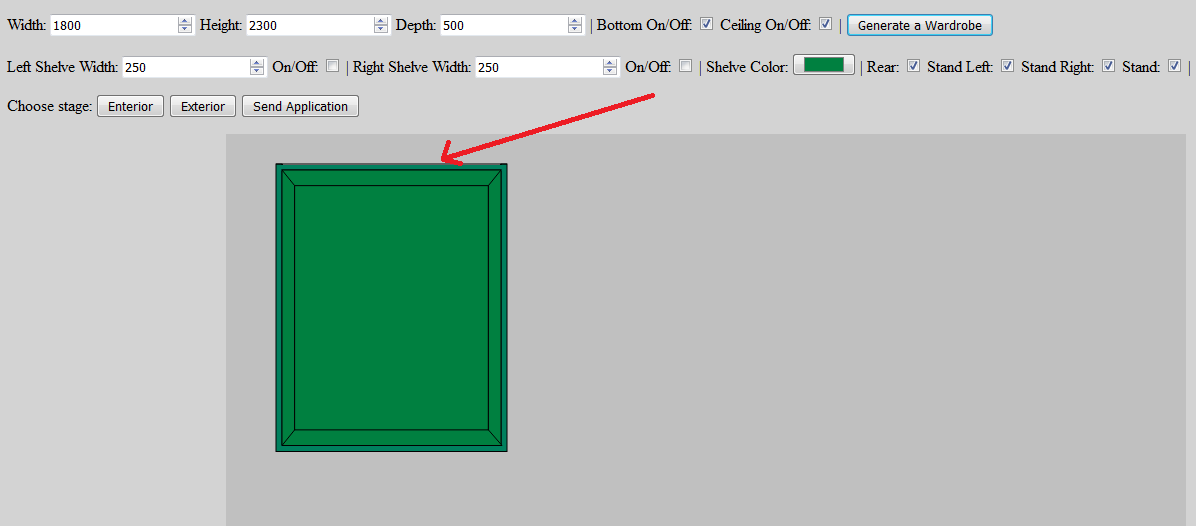 Width: 1800 Height: 2300 Depth: 500 | Bottom On/Off: Ceiling On/Off: | Generate a Wardrobe
Left Shelve Width: 250 On/Off: | Right Shelve Width: 250 On/Off: | Shelve Color: | Rear: Stand Left: Stand Right: Stand: |
Choose stage: Enterior Exterior Send Application